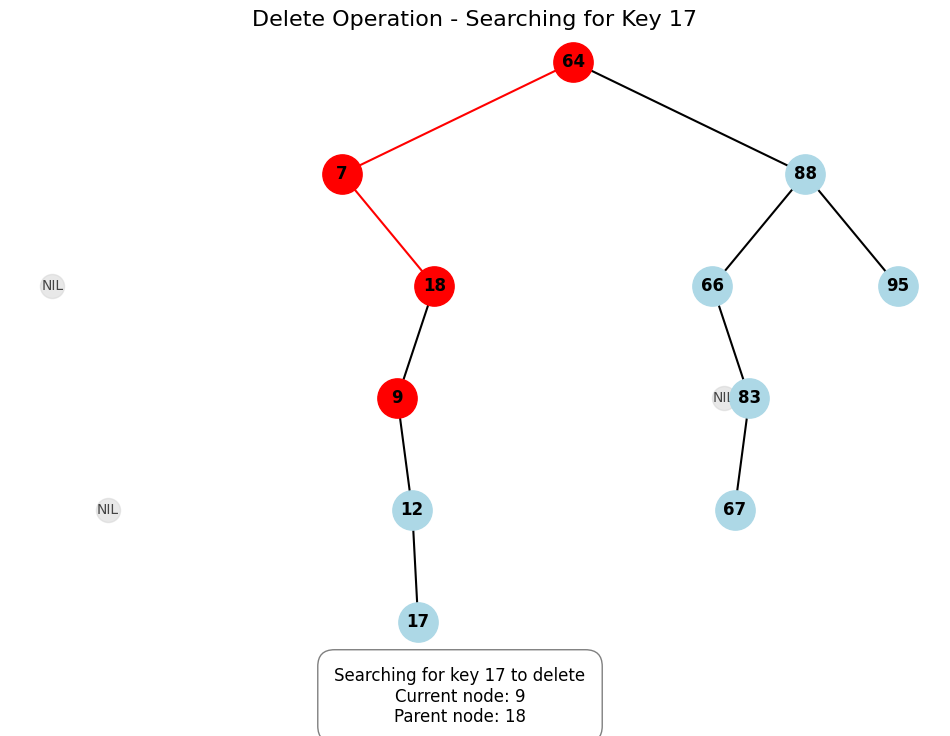 Delete Operation - Searching for Key 17
64
7
88
NIL
18
66
95
9
NIL
83
NIL
12
67
17
Searching for key 17 to delete
Current node: 9
Parent node: 18